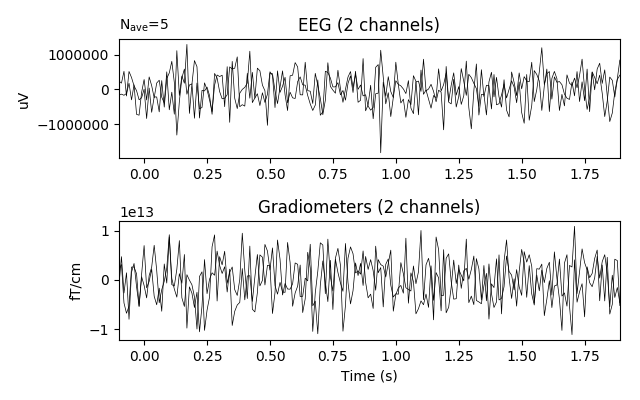 N_ave=5
EEG (2 channels)
1000000
0
−1000000
uV
0.00 0.25 0.50 0.75 1.00 1.25 1.50 1.75
1e13
Gradiometers (2 channels)
1
0
−1
fT/cm
0.00 0.25 0.50 0.75 1.00 1.25 1.50 1.75
Time (s)